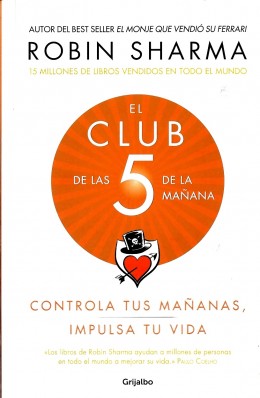 AUTOR DEL BEST SELLER EL MONJE QUE VENDIÓ SU FERRARI
ROBIN SHARMA
15 MILLONES DE LIBROS VENDIDOS EN TODO EL MUNDO
EL
CLUB
DE LAS 5 DE LA
MAÑANA
CONTROLA TUS MAÑANAS,
IMPULSA TU VIDA
«Los libros de Robin Sharma ayudan a millones de personas
en todo el mundo a mejorar su vida.» PAULO COELHO
Grijalbo